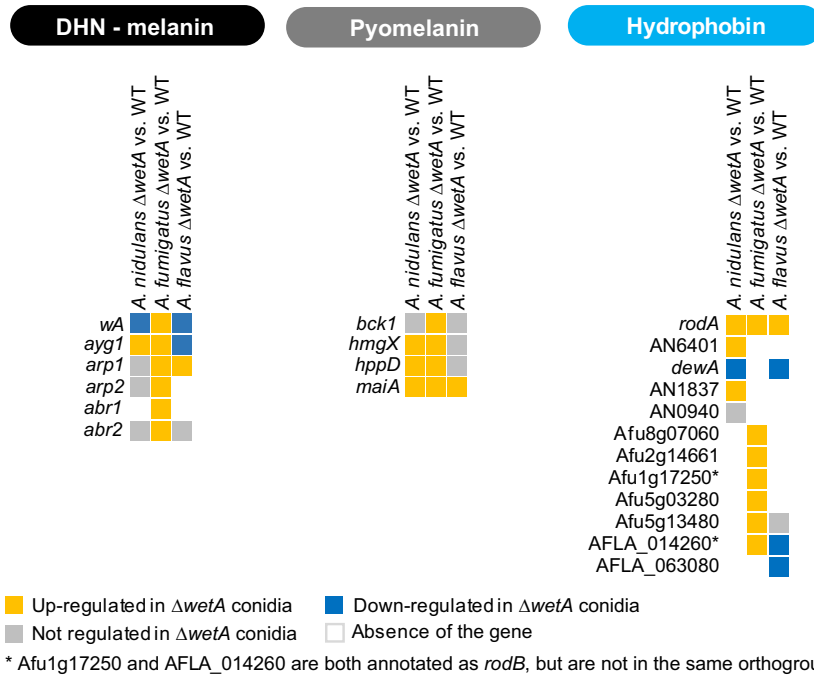 DHN - melanin
Pyomelanin
Hydrophobin
A. nidulans ΔwetA vs. WT
A. fumigatus ΔwetA vs. WT
A. flavus ΔwetA vs. WT
A. nidulans ΔwetA vs. WT
A. fumigatus ΔwetA vs. WT
A. flavus ΔwetA vs. WT
A. nidulans ΔwetA vs. WT
A. fumigatus ΔwetA vs. WT
A. flavus ΔwetA vs. WT
wA
ayg1
arp1
arp2
abr1
abr2
bck1
hmgX
hppD
maiA
rodA
AN6401
dewA
AN1837
AN0940
Afu8g07060
Afu2g14661
Afu1g17250*
Afu5g03280
Afu5g13480
AFLA_014260*
AFLA_063080
Up-regulated in ΔwetA conidia
Down-regulated in ΔwetA conidia
Not regulated in ΔwetA conidia
Absence of the gene
* Afu1g17250 and AFLA_014260 are both annotated as rodB, but are not in the same orthogrou